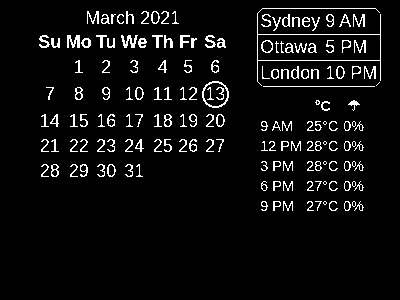 March 2021
Su Mo Tu We Th Fr Sa
1 2 3 4 5 6
7 8 9 10 11 12 13
14 15 16 17 18 19 20
21 22 23 24 25 26 27
28 29 30 31
Sydney 9 AM
Ottawa 5 PM
London 10 PM
°C ☂
9 AM 25°C 0%
12 PM 28°C 0%
3 PM 28°C 0%
6 PM 27°C 0%
9 PM 27°C 0%